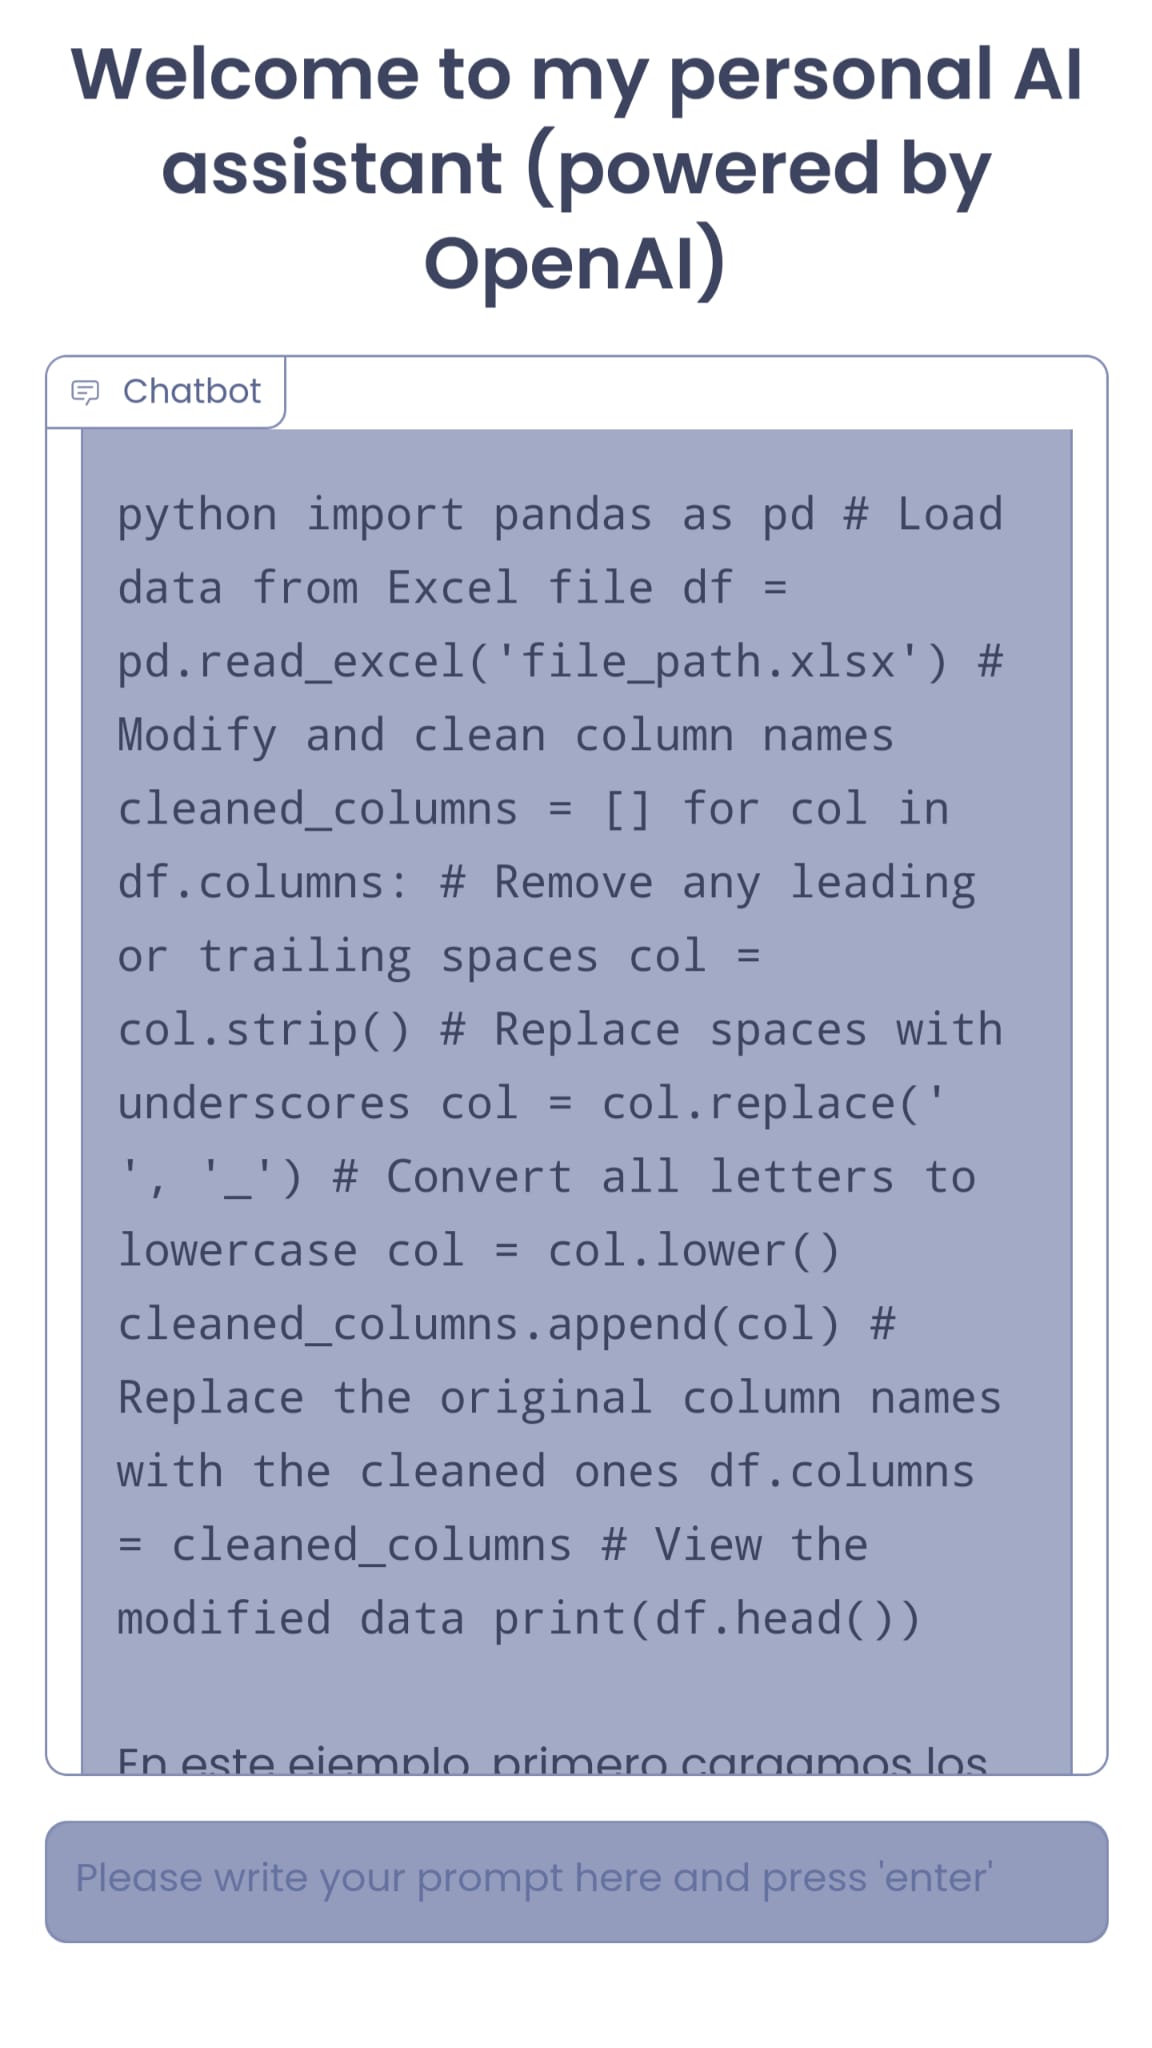 Welcome to my personal AI
assistant (powered by
OpenAI)
Chatbot
python import pandas as pd # Load
data from Excel file df =
pd.read_excel('file_path.xlsx') #
Modify and clean column names
cleaned_columns = [] for col in
df.columns: # Remove any leading
or trailing spaces col =
col.strip() # Replace spaces with
underscores col = col.replace('
', '_') # Convert all letters to
lowercase col = col.lower()
cleaned_columns.append(col) #
Replace the original column names
with the cleaned ones df.columns
= cleaned_columns # View the
modified data print(df.head())
En este ejemplo, primero cargamos los
Please write your prompt here and press 'enter'